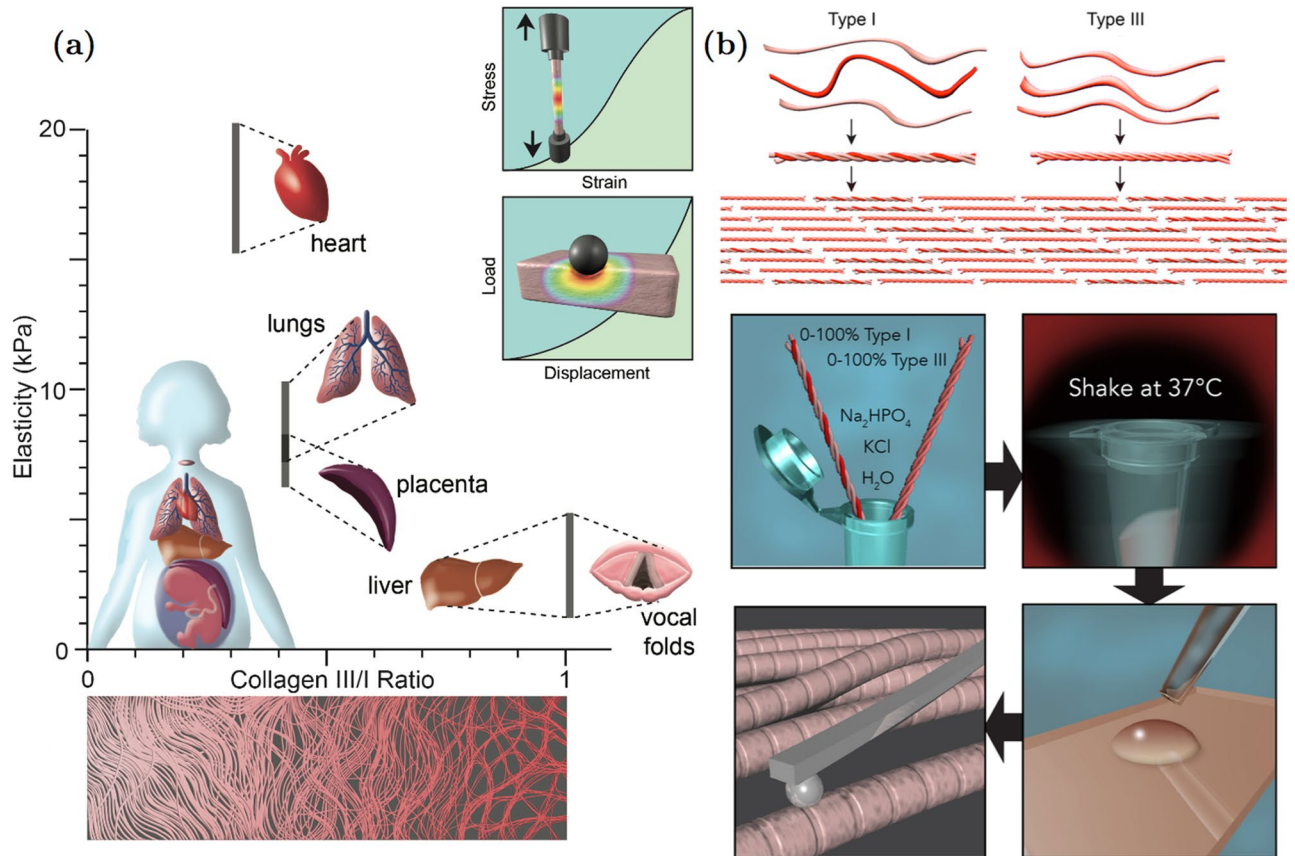 (a)
20
10
0
Elasticity (kPa)
heart
lungs
placenta
liver
vocal
folds
0
1
Collagen III/I Ratio
Stress
Strain
Load
Displacement
(b)
Type I
Type III
0-100% Type I
0-100% Type III
Na₂HPO₄
KCl
H₂O
Shake at 37°C